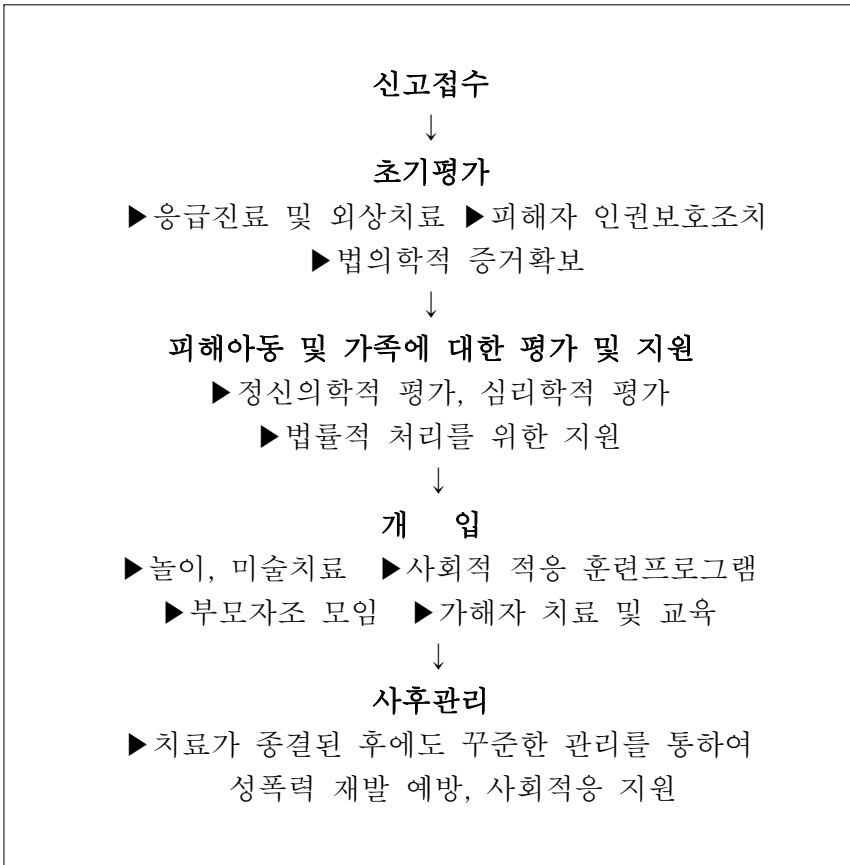 신고접수
↓
초기평가
▶응급진료 및 외상치료 ▶피해자 인권보호조치
▶법의학적 증거확보
↓
피해아동 및 가족에 대한 평가 및 지원
▶정신의학적 평가, 심리학적 평가
▶법률적 처리를 위한 지원
↓
개 입
▶놀이, 미술치료 ▶사회적 적응 훈련프로그램
▶부모자조 모임 ▶가해자 치료 및 교육
↓
사후관리
▶치료가 종결된 후에도 꾸준한 관리를 통하여
성폭력 재발 예방, 사회적응 지원